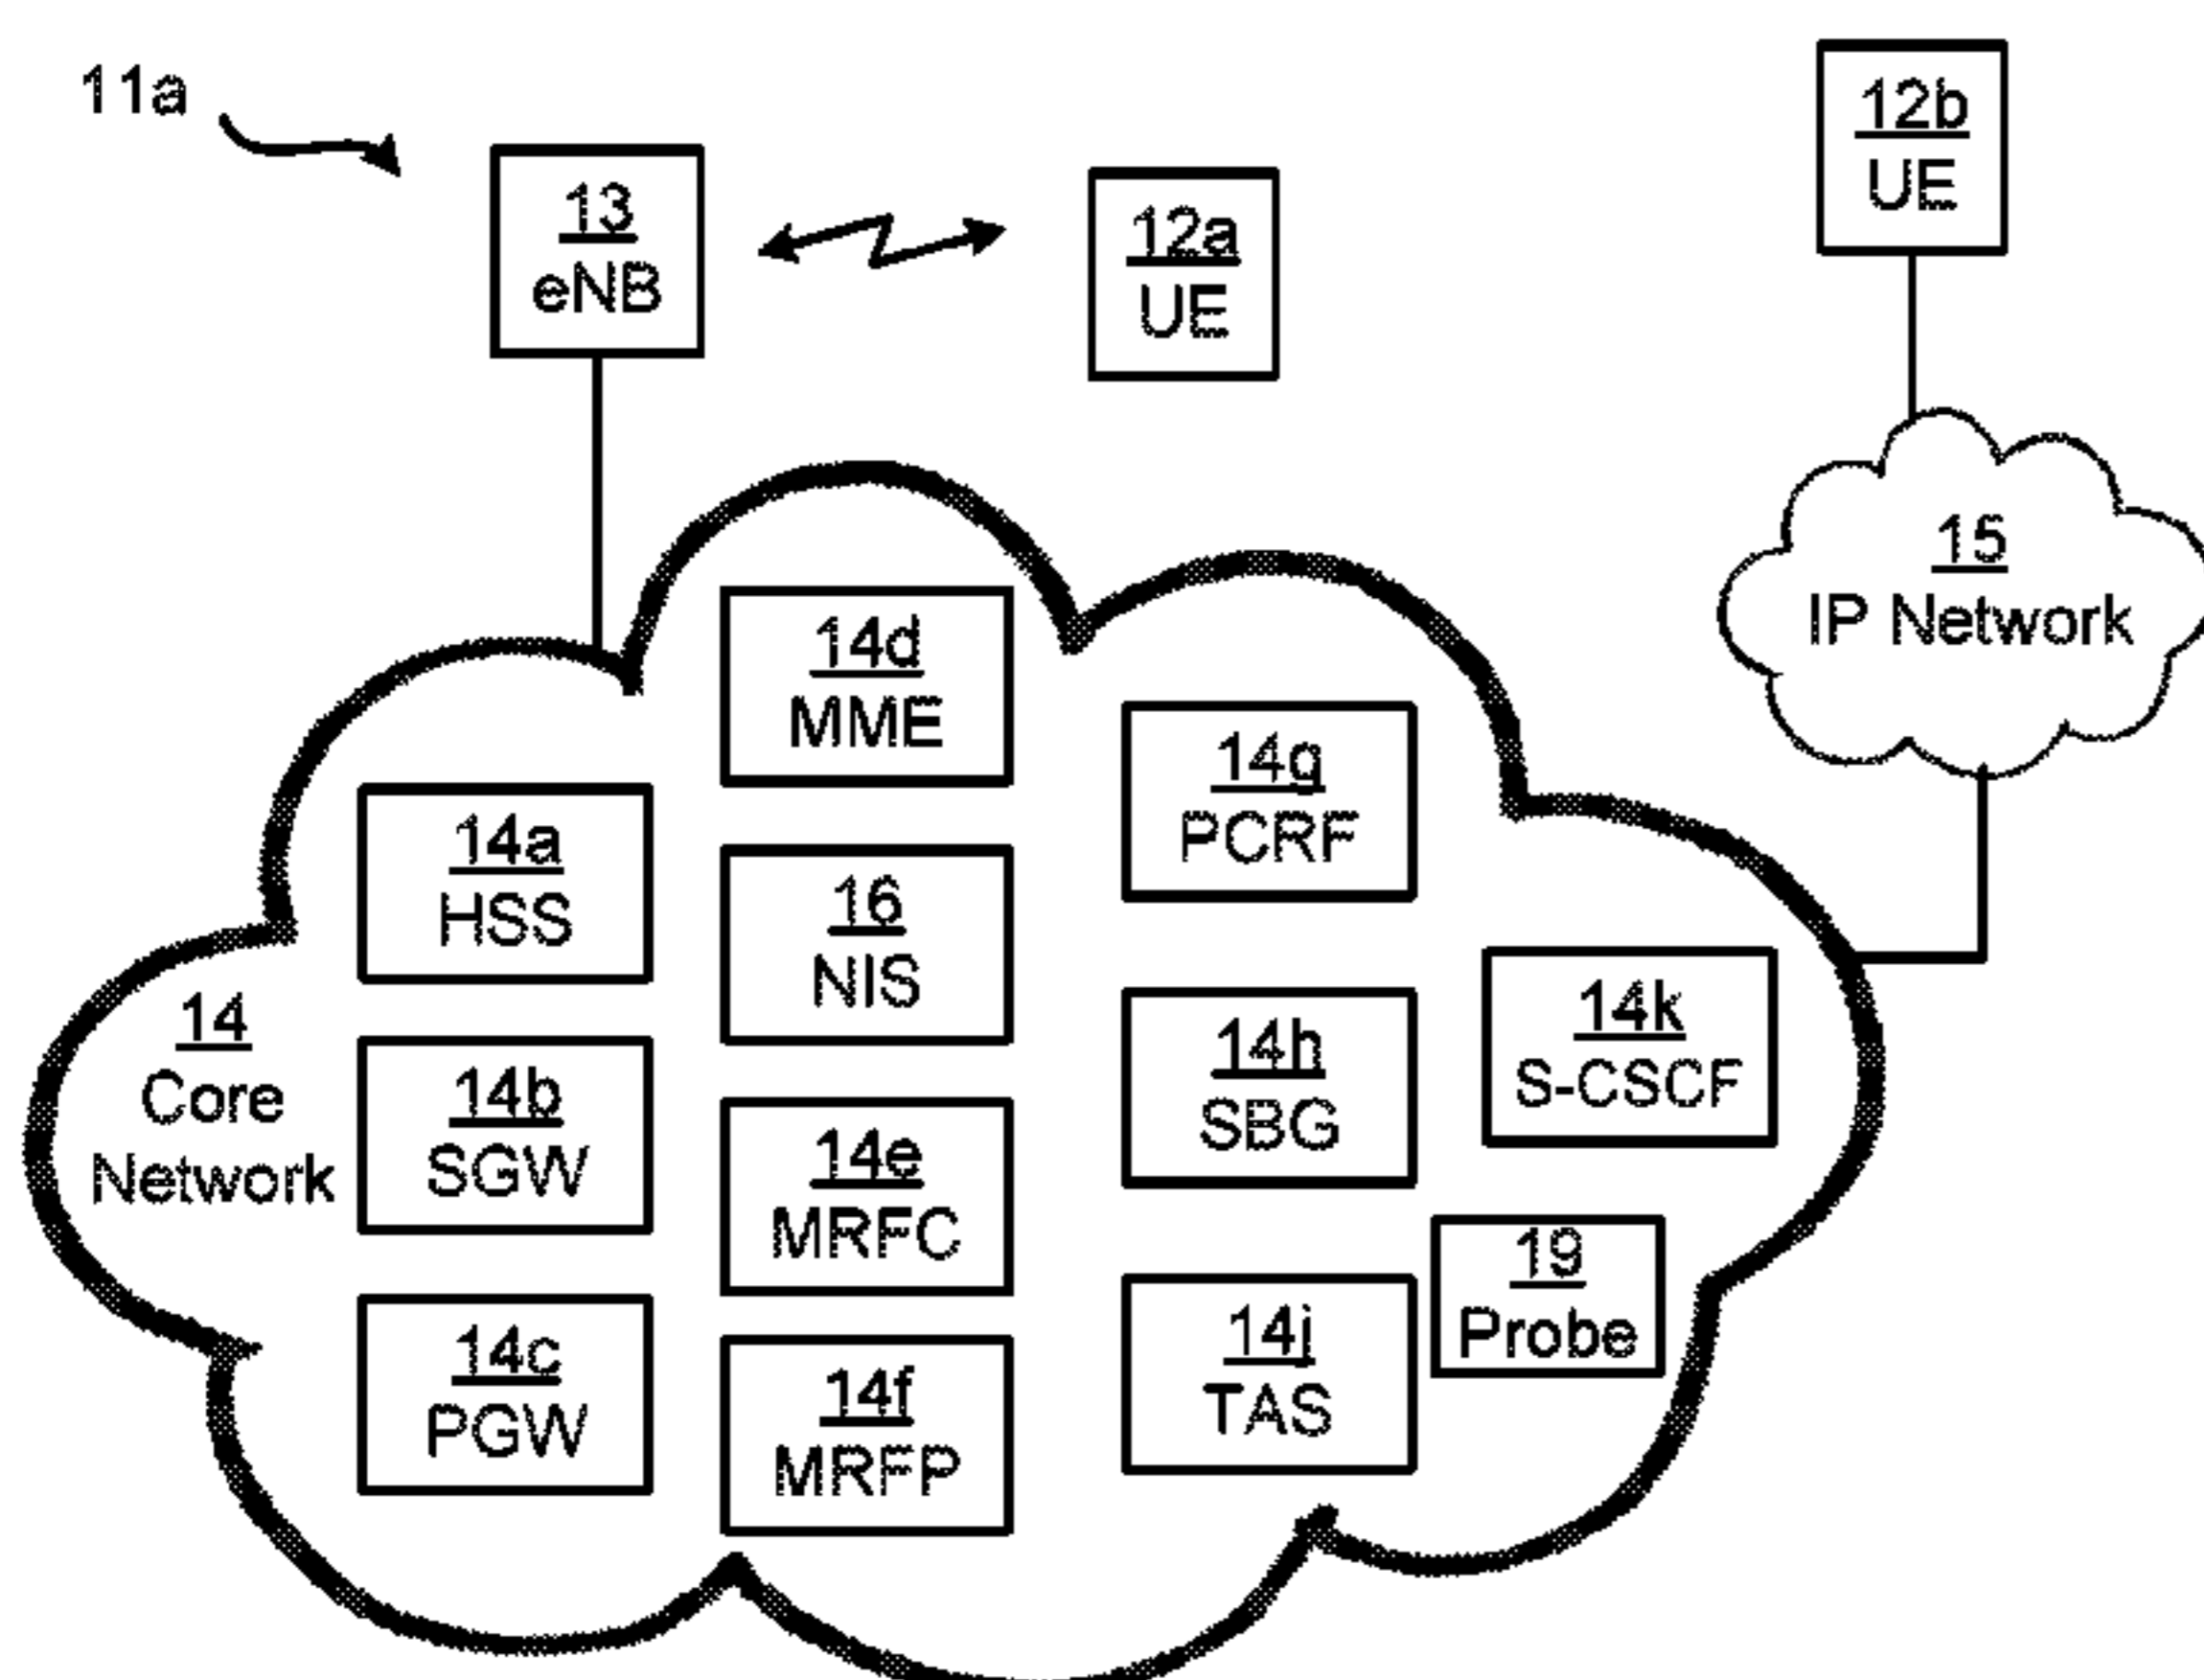 11a
13
eNB
12a
UE
12b
UE
15
IP Network
14
Core
Network
14a
HSS
14b
SGW
14c
PGW
14d
MME
16
NIS
14e
MRFC
14f
MRFP
14g
PCRF
14h
SBG
14j
TAS
14k
S-CSCF
19
Probe